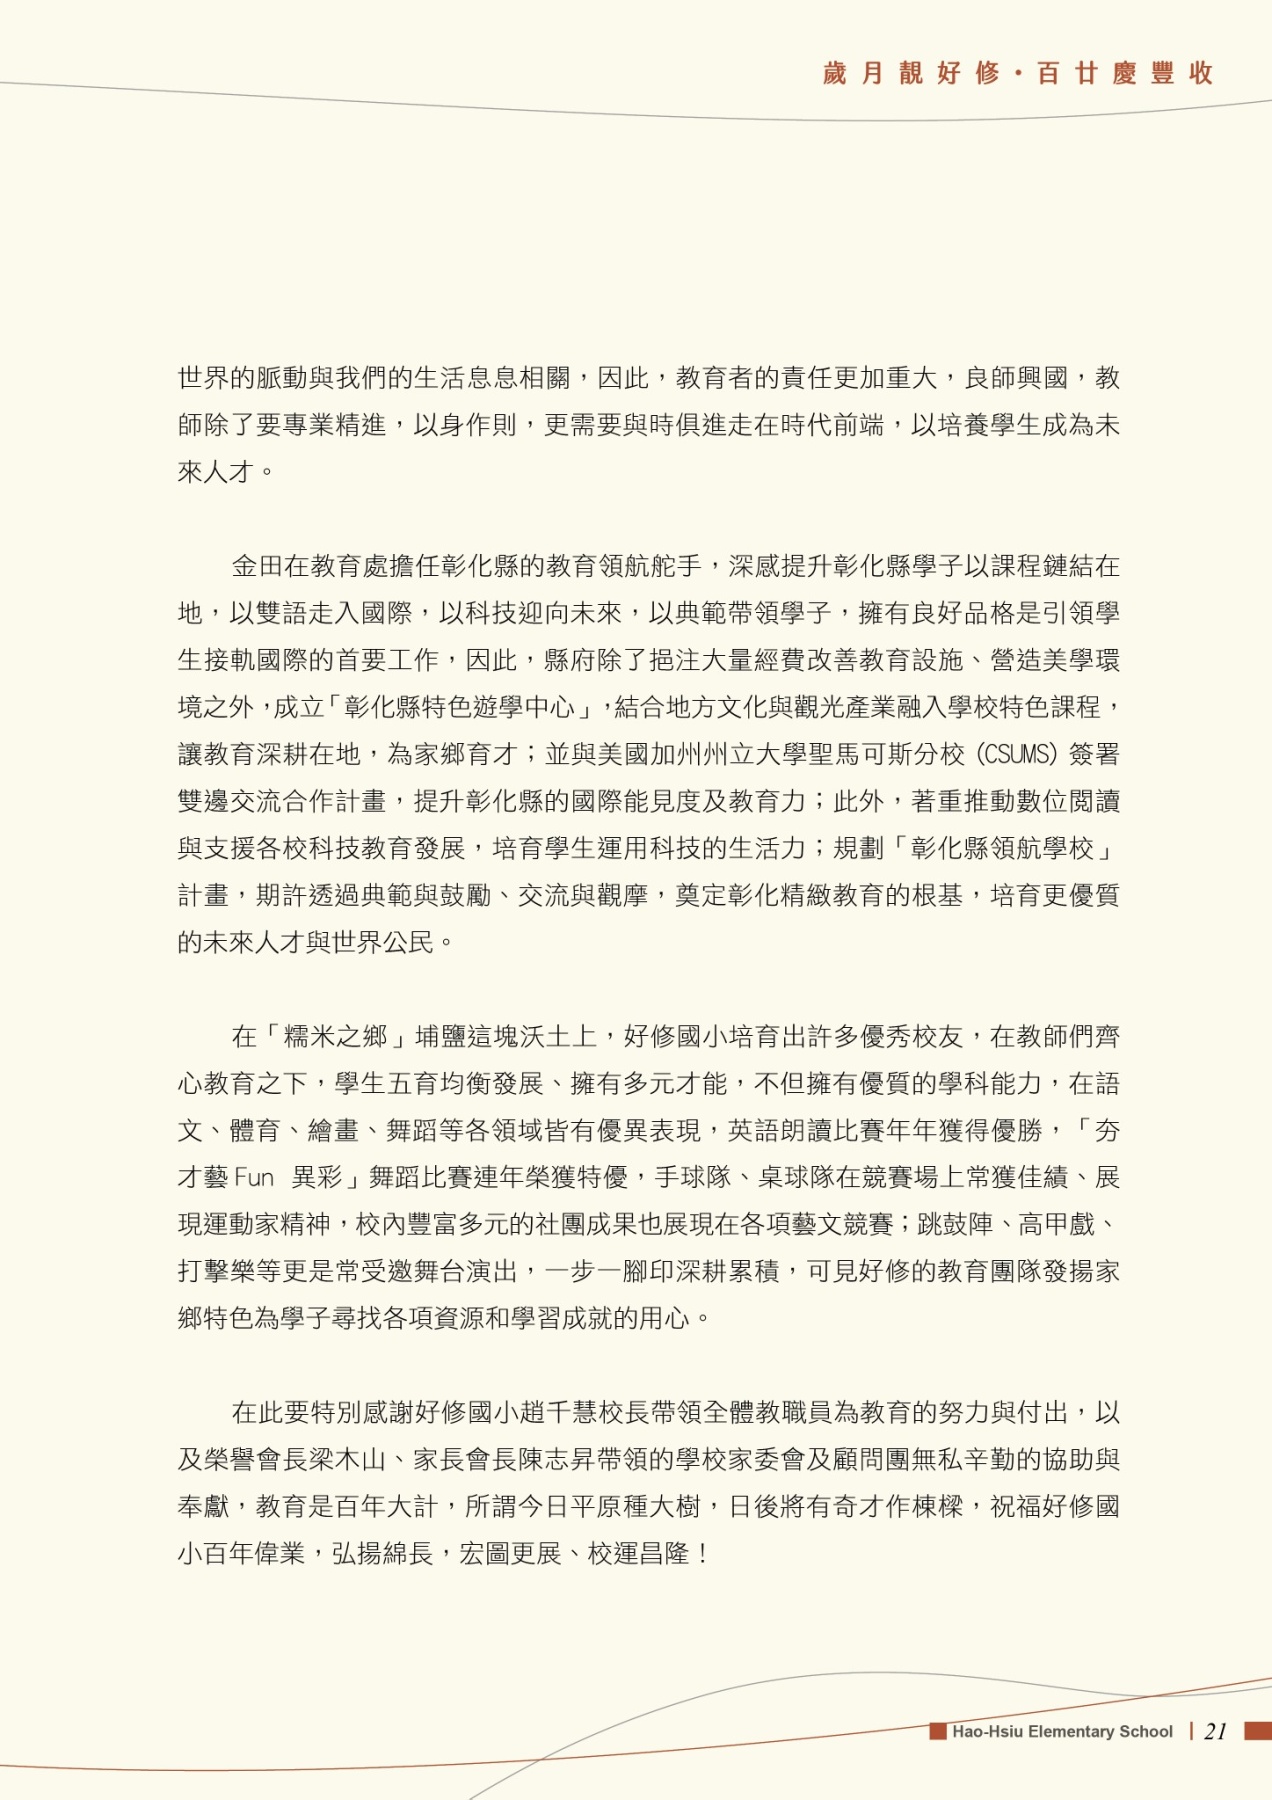 歲月靚好修・百廿慶豐收
世界的脈動與我們的生活息息相關，因此，教育者的責任更加重大，良師興國，教
師除了要專業精進，以身作則，更需要與時俱進走在時代前端，以培養學生成為未
來人才。
金田在教育處擔任彰化縣的教育領航舵手，深感提升彰化縣學子以課程鏈結在
地，以雙語走入國際，以科技迎向未來，以典範帶領學子，擁有良好品格是引領學
生接軌國際的首要工作，因此，縣府除了挹注大量經費改善教育設施、營造美學環
境之外，成立「彰化縣特色遊學中心」，結合地方文化與觀光產業融入學校特色課程，
讓教育深耕在地，為家鄉育才；並與美國加州州立大學聖馬可斯分校 (CSUMS) 簽署
雙邊交流合作計畫，提升彰化縣的國際能見度及教育力；此外，著重推動數位閱讀
與支援各校科技教育發展，培育學生運用科技的生活力；規劃「彰化縣領航學校」
計畫，期許透過典範與鼓勵、交流與觀摩，奠定彰化精緻教育的根基，培育更優質
的未來人才與世界公民。
在「糯米之鄉」埔鹽這塊沃土上，好修國小培育出許多優秀校友，在教師們齊
心教育之下，學生五育均衡發展、擁有多元才能，不但擁有優質的學科能力，在語
文、體育、繪畫、舞蹈等各領域皆有優異表現，英語朗讀比賽年年獲得優勝，「夯
才藝 Fun 異彩」舞蹈比賽連年榮獲特優，手球隊、桌球隊在競賽場上常獲佳績、展
現運動家精神，校內豐富多元的社團成果也展現在各項藝文競賽；跳鼓陣、高甲戲、
打擊樂等更是常受邀舞台演出，一步一腳印深耕累積，可見好修的教育團隊發揚家
鄉特色為學子尋找各項資源和學習成就的用心。
在此要特別感謝好修國小趙千慧校長帶領全體教職員為教育的努力與付出，以
及榮譽會長梁木山、家長會長陳志昇帶領的學校家委會及顧問團無私辛勤的協助與
奉獻，教育是百年大計，所謂今日平原種大樹，日後將有奇才作棟樑，祝福好修國
小百年偉業，弘揚綿長，宏圖更展、校運昌隆！
Hao-Hsiu Elementary School | 21